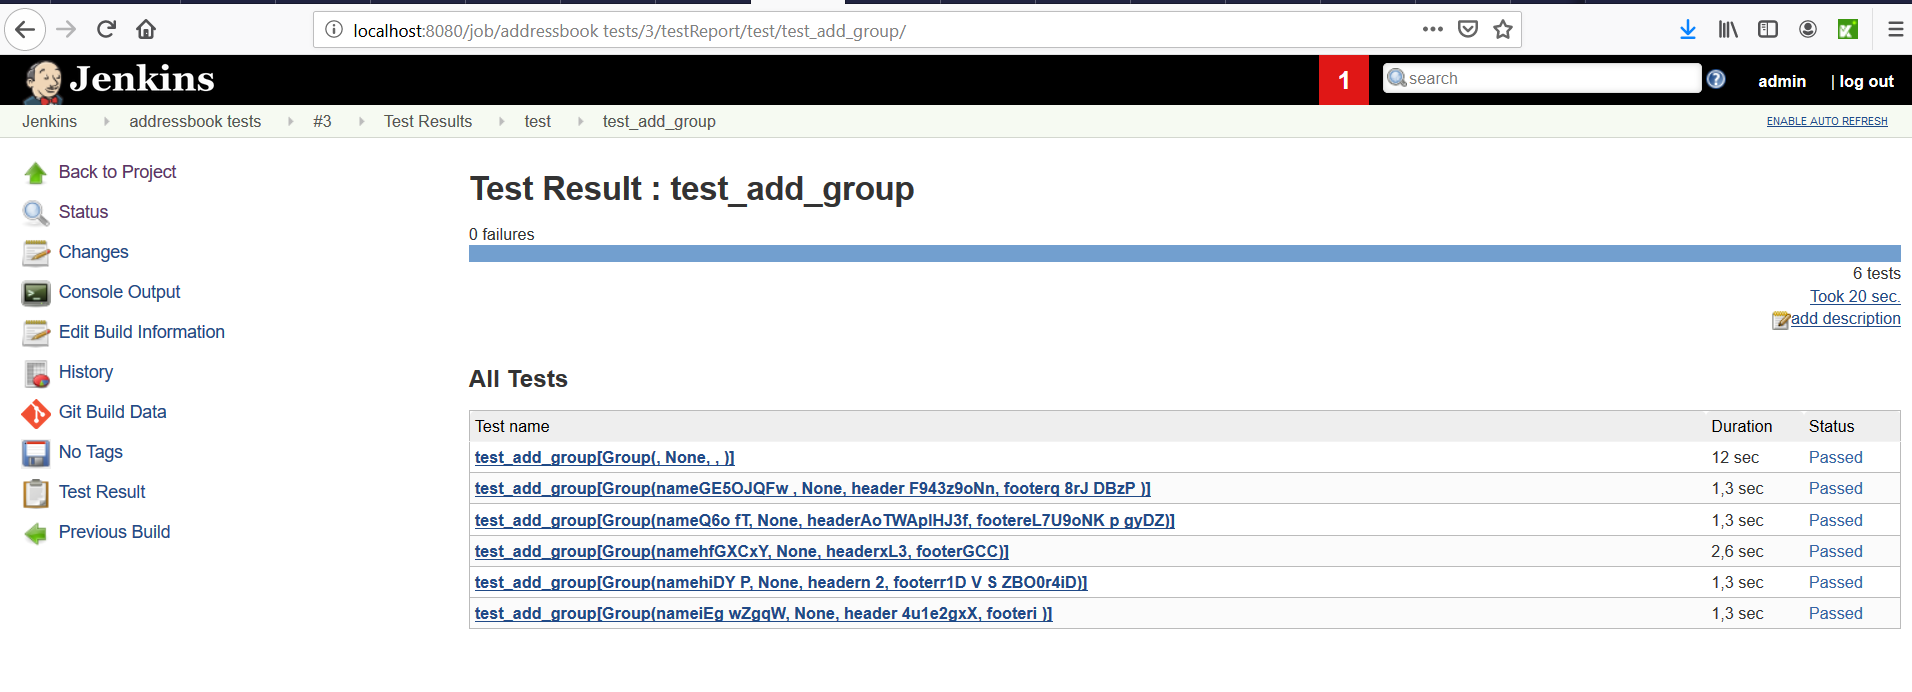 localhost:8080/job/addressbook tests/3/testReport/test/test_add_group/
Jenkins
1
search
admin
| log out
Jenkins
addressbook tests
#3
Test Results
test
test_add_group
ENABLE AUTO REFRESH
Back to Project
Status
Changes
Console Output
Edit Build Information
History
Git Build Data
No Tags
Test Result
Previous Build
Test Result : test_add_group
0 failures
6 tests
Took 20 sec.
add description
All Tests
Test name Duration Status
test_add_group[Group(, None, , )] 12 sec Passed
test_add_group[Group(nameGE5OJQFw , None, header F943z9oNn, footerq 8rJ DBzP )] 1,3 sec Passed
test_add_group[Group(nameQ6o fT, None, headerAoTWAplHJ3f, footereL7U9oNK p gyDZ)] 1,3 sec Passed
test_add_group[Group(namehfGXCxY, None, headerxL3, footerGCC)] 2,6 sec Passed
test_add_group[Group(namehiDY P, None, headern 2, footerr1D V S ZBO0r4iD)] 1,3 sec Passed
test_add_group[Group(nameiEg wZgqW, None, header 4u1e2gxX, footeri )] 1,3 sec Passed